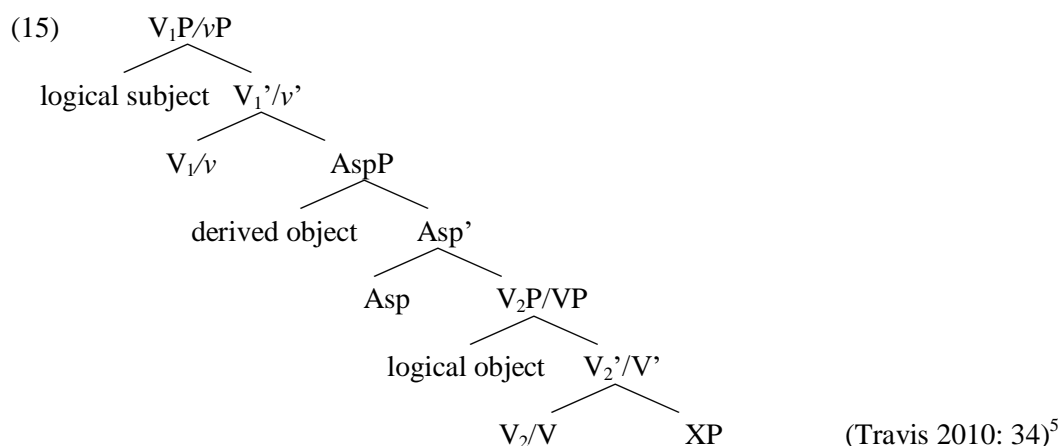 (15) V₁P/vP
logical subject V₁’/v’
V₁/v AspP
derived object Asp’
Asp V₂P/VP
logical object V₂’/V’
V₂/V XP (Travis 2010: 34)⁵